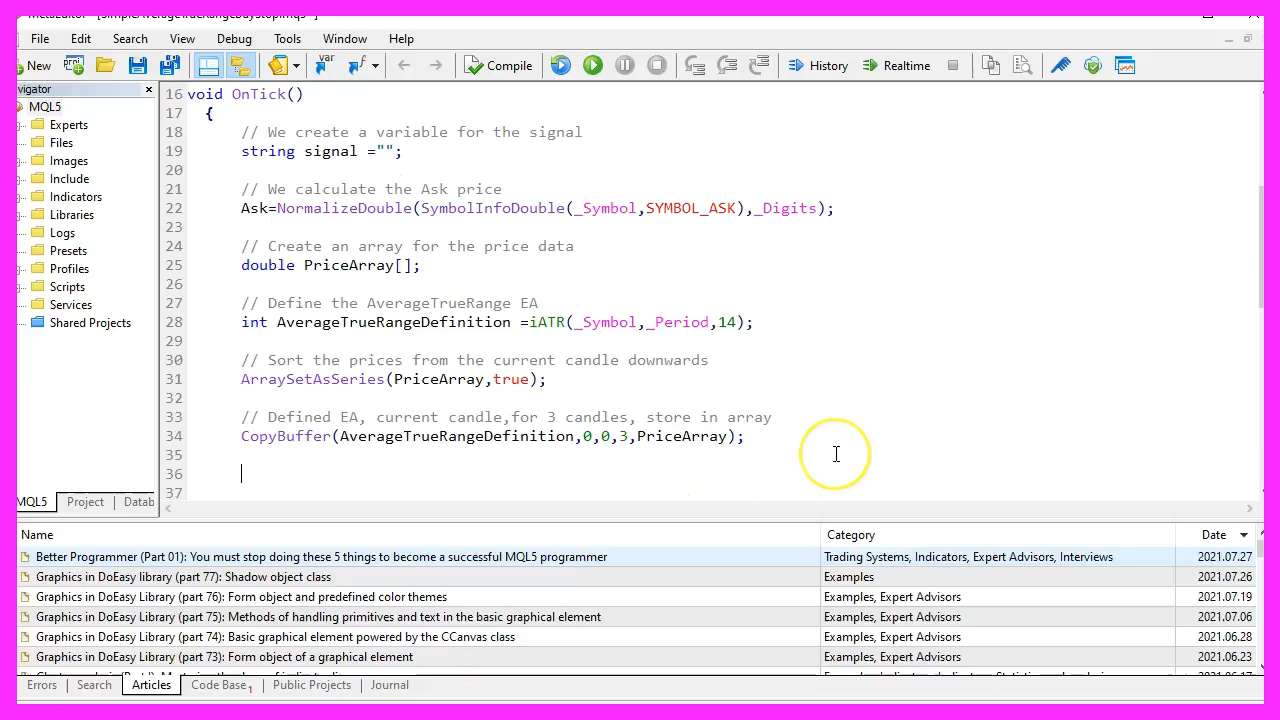 MetaEditor - [SimpleAverageTrueRangeBuyStop.mq5 *]
File Edit Search View Debug Tools Window Help
New Compile History Realtime
vigator
MQL5
Experts
Files
Images
Include
Indicators
Libraries
Logs
Presets
Profiles
Scripts
Services
Shared Projects
MQL5 Project Datab
16 void OnTick()
17 {
18 // We create a variable for the signal
19 string signal ="";
20
21 // We calculate the Ask price
22 Ask=NormalizeDouble(SymbolInfoDouble(_Symbol,SYMBOL_ASK),_Digits);
23
24 // Create an array for the price data
25 double PriceArray[];
26
27 // Define the AverageTrueRange EA
28 int AverageTrueRangeDefinition =iATR(_Symbol,_Period,14);
29
30 // Sort the prices from the current candle downwards
31 ArraySetAsSeries(PriceArray,true);
32
33 // Defined EA, current candle,for 3 candles, store in array
34 CopyBuffer(AverageTrueRangeDefinition,0,0,3,PriceArray);
35
36
37
Name Category Date
Better Programmer (Part 01): You must stop doing these 5 things to become a successful MQL5 programmer Trading Systems, Indicators, Expert Advisors, Interviews 2021.07.27
Graphics in DoEasy library (part 77): Shadow object class Examples 2021.07.26
Graphics in DoEasy Library (part 76): Form object and predefined color themes Examples, Expert Advisors 2021.07.19
Graphics in DoEasy Library (part 75): Methods of handling primitives and text in the basic graphical element Examples, Expert Advisors 2021.07.06
Graphics in DoEasy Library (part 74): Basic graphical element powered by the CCanvas class Examples, Expert Advisors 2021.06.28
Graphics in DoEasy Library (part 73): Form object of a graphical element Examples, Expert Advisors 2021.06.23
Errors Search Articles Code Base 1 Public Projects Journal